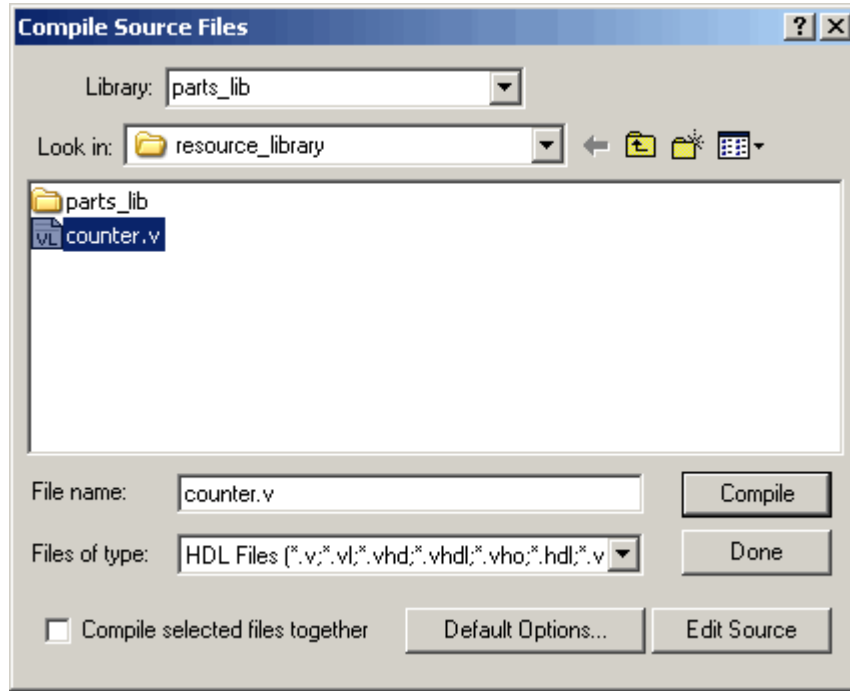 Compile Source Files
Library: parts_lib
Look in: resource_library
parts_lib
VL counter.v
File name: counter.v Compile
Files of type: HDL Files (*.v;*.vl;*.vhd;*.vhdl;*.vho;*.hdl;*.v Done
Compile selected files together Default Options... Edit Source